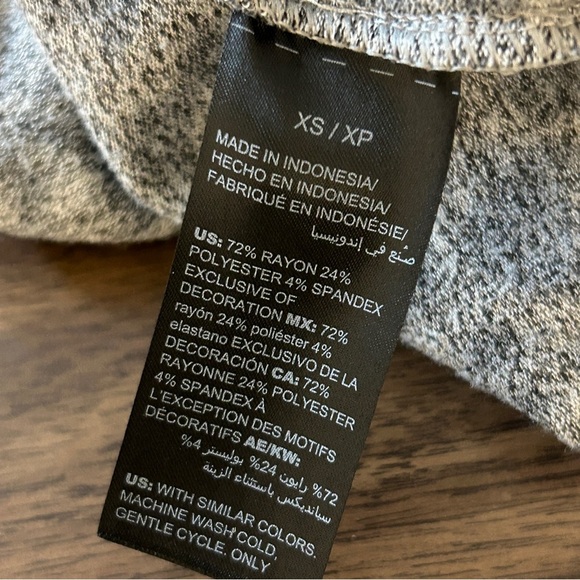 XS / XP
MADE IN INDONESIA/
HECHO EN INDONESIA/
FABRIQUÉ EN INDONÉSIE/
صنع في إندونيسيا
US: 72% RAYON 24%
POLYESTER 4% SPANDEX
EXCLUSIVE OF
DECORATION MX: 72%
rayón 24% poliéster 4%
elastano EXCLUSIVO DE LA
DECORACIÓN CA: 72%
RAYONNE 24% POLYESTER
4% SPANDEX À
L'EXCEPTION DES MOTIFS
DÉCORATIFS AE/KW:
72% رايون 24% بوليستر 4%
سبانديكس باستثناء الزينة
US: WITH SIMILAR COLORS,
MACHINE WASH COLD,
GENTLE CYCLE, ONLY